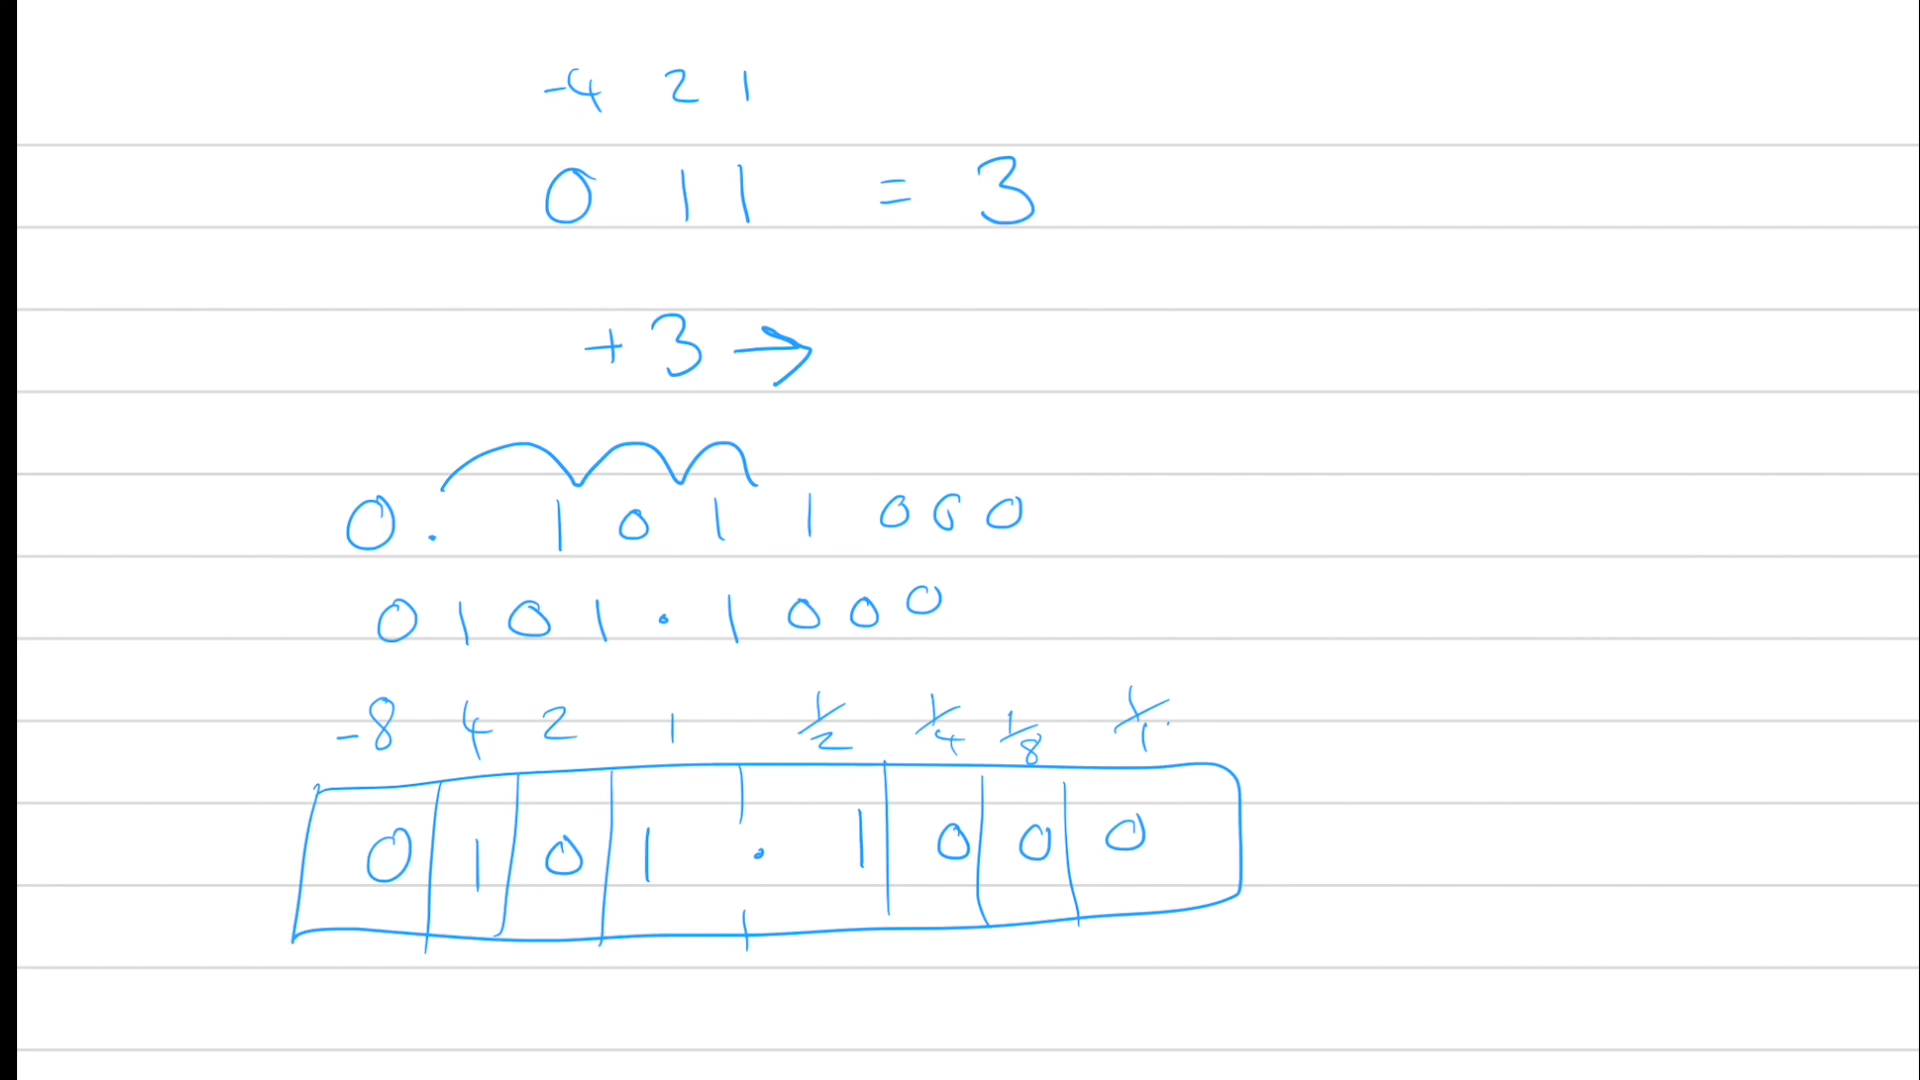 -4 2 1
0 1 1 = 3
+3 →
0. 1 0 1 1 0 0 0
0 1 0 1 . 1 0 0 0
-8 4 2 1 1/2 1/4 1/8 1/1
0 1 0 1 . 1 0 0 0